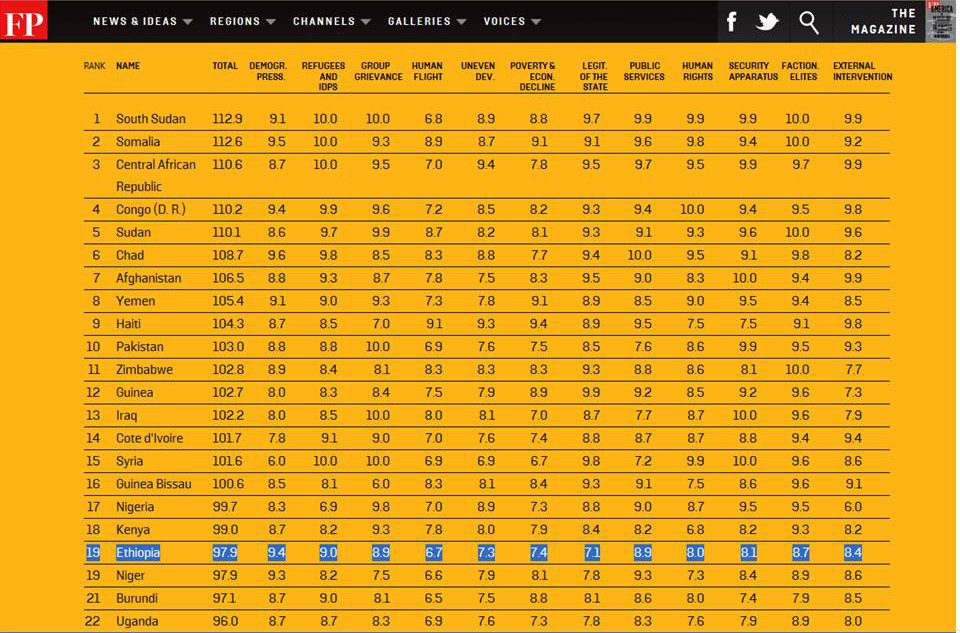 FP NEWS & IDEAS REGIONS CHANNELS GALLERIES VOICES f THE MAGAZINE
RANK NAME TOTAL DEMOGR. PRESS. REFUGEES AND IDPS GROUP GRIEVANCE HUMAN FLIGHT UNEVEN DEV. POVERTY & ECON. DECLINE LEGIT. OF THE STATE PUBLIC SERVICES HUMAN RIGHTS SECURITY APPARATUS FACTION. ELITES EXTERNAL INTERVENTION
1 South Sudan 112.9 9.1 10.0 10.0 6.8 8.9 8.8 9.7 9.9 9.9 9.9 10.0 9.9
2 Somalia 112.6 9.5 10.0 9.3 8.9 8.7 9.1 9.1 9.6 9.8 9.4 10.0 9.2
3 Central African Republic 110.6 8.7 10.0 9.5 7.0 9.4 7.8 9.5 9.7 9.5 9.9 9.7 9.9
4 Congo (D. R.) 110.2 9.4 9.9 9.6 7.2 8.5 8.2 9.3 9.4 10.0 9.4 9.5 9.8
5 Sudan 110.1 8.6 9.7 9.9 8.7 8.2 8.1 9.3 9.1 9.3 9.6 10.0 9.6
6 Chad 108.7 9.6 9.8 8.5 8.3 8.8 7.7 9.4 10.0 9.5 9.1 9.8 8.2
7 Afghanistan 106.5 8.8 9.3 8.7 7.8 7.5 8.3 9.5 9.0 8.3 10.0 9.4 9.9
8 Yemen 105.4 9.1 9.0 9.3 7.3 7.8 9.1 8.9 8.5 9.0 9.5 9.4 8.5
9 Haiti 104.3 8.7 8.5 7.0 9.1 9.3 9.4 8.9 9.5 7.5 7.5 9.1 9.8
10 Pakistan 103.0 8.8 8.8 10.0 6.9 7.6 7.5 8.5 7.6 8.6 9.9 9.5 9.3
11 Zimbabwe 102.8 8.9 8.4 8.1 8.3 8.3 8.3 9.3 8.8 8.6 8.1 10.0 7.7
12 Guinea 102.7 8.0 8.3 8.4 7.5 7.9 8.9 9.9 9.2 8.5 9.2 9.6 7.3
13 Iraq 102.2 8.0 8.5 10.0 8.0 8.1 7.0 8.7 7.7 8.7 10.0 9.6 7.9
14 Cote d'Ivoire 101.7 7.8 9.1 9.0 7.0 7.6 7.4 8.8 8.7 8.7 8.8 9.4 9.4
15 Syria 101.6 6.0 10.0 10.0 6.9 6.9 6.7 9.8 7.2 9.9 10.0 9.6 8.6
16 Guinea Bissau 100.6 8.5 8.1 6.0 8.3 8.1 8.4 9.3 9.1 7.5 8.6 9.6 9.1
17 Nigeria 99.7 8.3 6.9 9.8 7.0 8.9 7.3 8.8 9.0 8.7 9.5 9.5 6.0
18 Kenya 99.0 8.7 8.2 9.3 7.8 8.0 7.9 8.4 8.2 6.8 8.2 9.3 8.2
19 Ethiopia 97.9 9.4 9.0 8.9 6.7 7.3 7.4 7.1 8.9 8.0 8.1 8.7 8.4
19 Niger 97.9 9.3 8.2 7.5 6.6 7.9 8.1 7.8 9.3 7.3 8.4 8.9 8.6
21 Burundi 97.1 8.7 9.0 8.1 6.5 7.5 8.8 8.1 8.6 8.0 7.4 7.9 8.5
22 Uganda 96.0 8.7 8.7 8.3 6.9 7.6 7.3 7.8 8.3 7.6 7.9 8.9 8.0